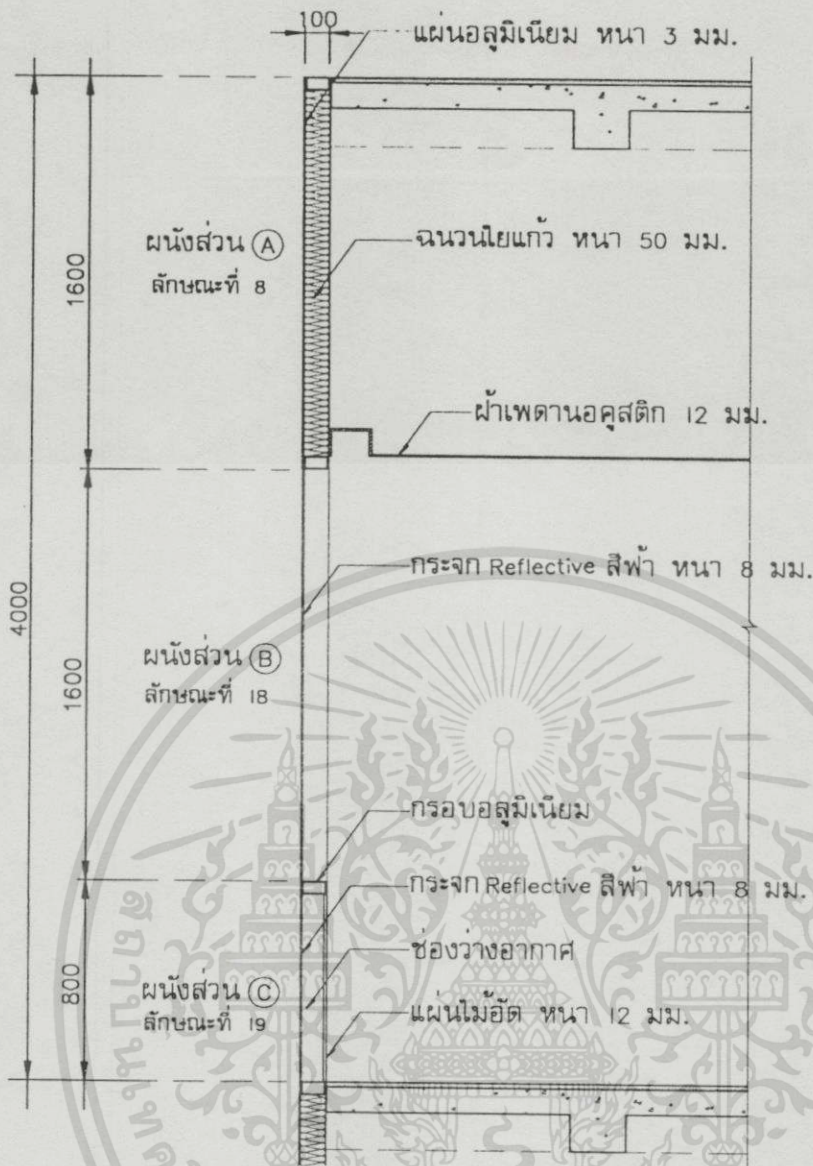 100
แผ่นอลูมิเนียม หนา 3 มม.
ผนังส่วน A
ลักษณะที่ 8
ฉนวนใยแก้ว หนา 50 มม.
1600
ฝ้าเพดานอคูสติก 12 มม.
4000
กระจก Reflective สีฟ้า หนา 8 มม.
ผนังส่วน B
ลักษณะที่ 18
1600
กรอบอลูมิเนียม
กระจก Reflective สีฟ้า หนา 8 มม.
ช่องว่างอากาศ
ผนังส่วน C
ลักษณะที่ 19
800
แผ่นไม้อัด หนา 12 มม.